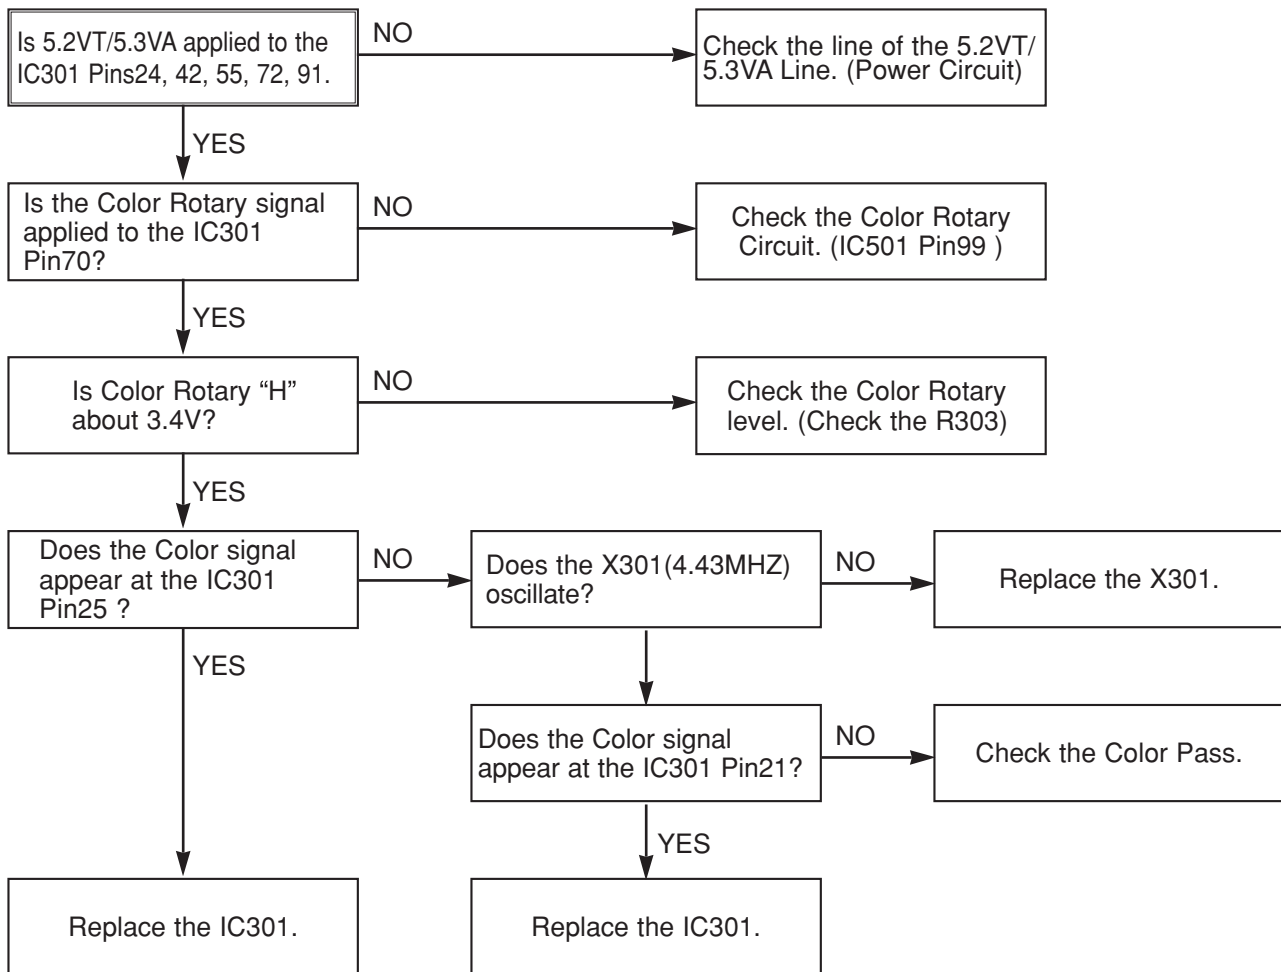 Is 5.2VT/5.3VA applied to the
IC301 Pins24, 42, 55, 72, 91.
NO
Check the line of the 5.2VT/
5.3VA Line. (Power Circuit)
YES
Is the Color Rotary signal
applied to the IC301
Pin70?
NO
Check the Color Rotary
Circuit. (IC501 Pin99 )
YES
Is Color Rotary “H”
about 3.4V?
NO
Check the Color Rotary
level. (Check the R303)
YES
Does the Color signal
appear at the IC301
Pin25 ?
NO
Does the X301(4.43MHZ)
oscillate?
NO
Replace the X301.
YES
Does the Color signal
appear at the IC301 Pin21?
NO
Check the Color Pass.
YES
Replace the IC301.
Replace the IC301.